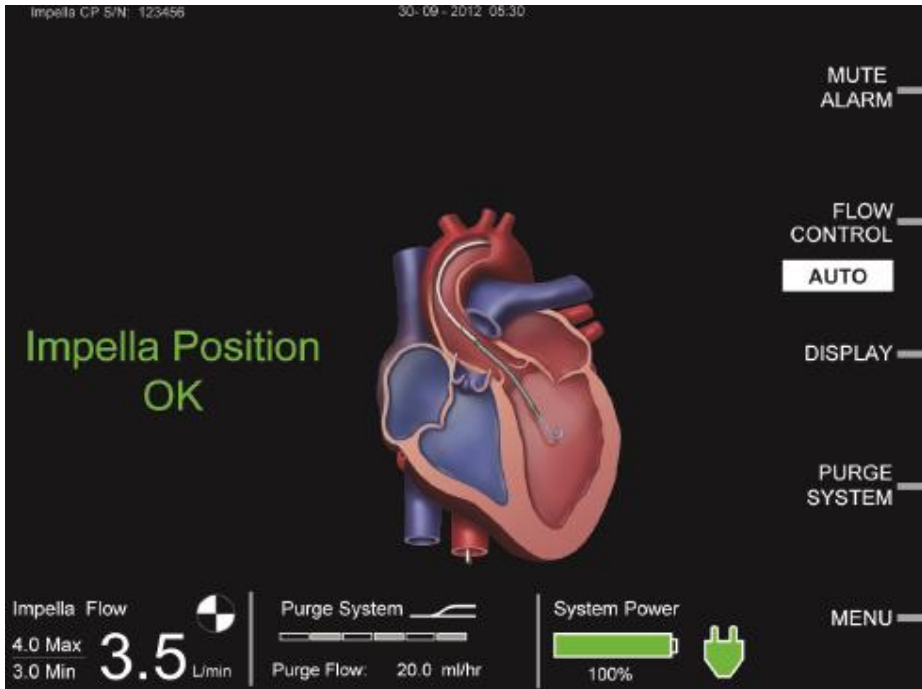 Impella CP S/N: 123456
30-09-2012 05:30
MUTE
ALARM
FLOW
CONTROL
AUTO
Impella Position
OK
DISPLAY
PURGE
SYSTEM
MENU
Impella Flow
4.0 Max
3.0 Min
3.5 L/min
Purge System
Purge Flow: 20.0 ml/hr
System Power
100%